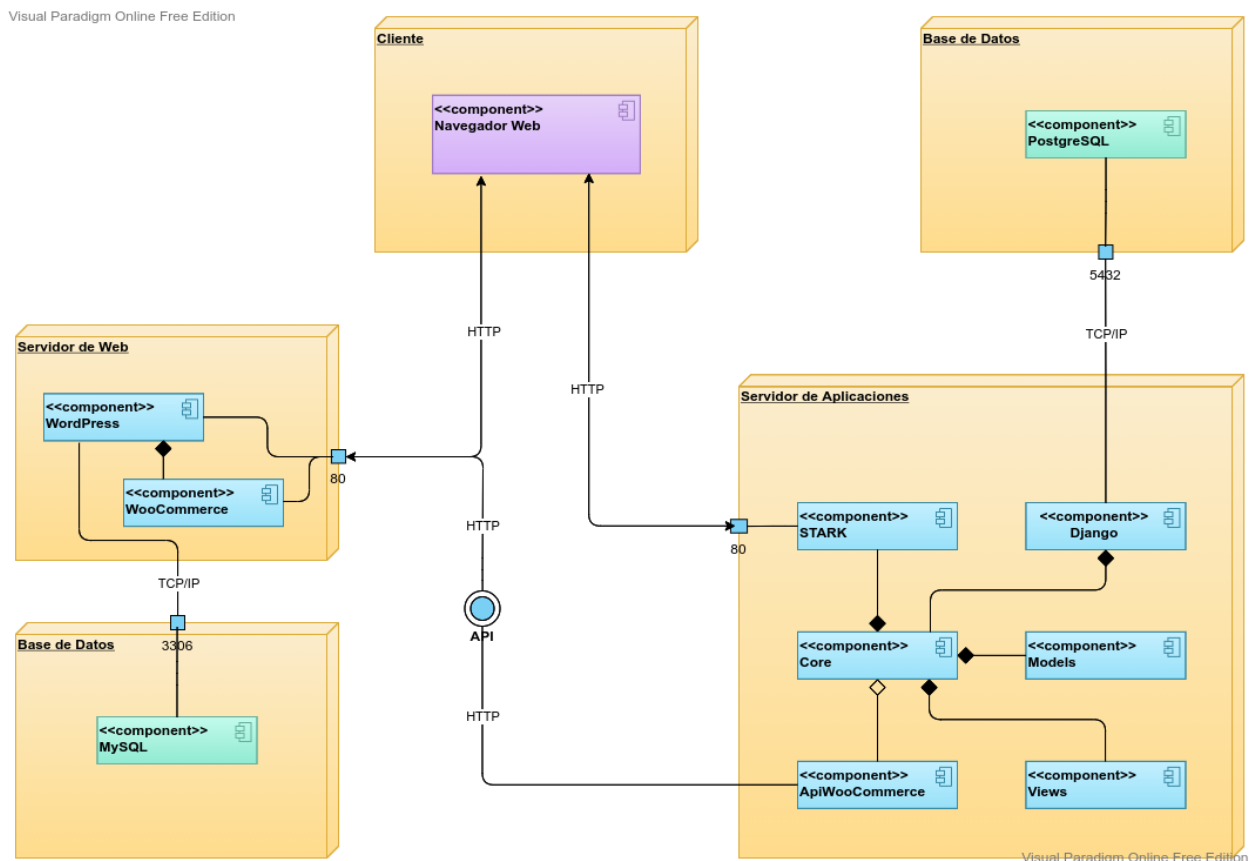 Visual Paradigm Online Free Edition
Cliente
<<component>>
Navegador Web
Base de Datos
<<component>>
PostgreSQL
5432
TCP/IP
HTTP
HTTP
Servidor de Web
<<component>>
WordPress
<<component>>
WooCommerce
80
TCP/IP
3306
Base de Datos
<<component>>
MySQL
HTTP
API
HTTP
Servidor de Aplicaciones
80
<<component>>
STARK
<<component>>
Django
<<component>>
Core
<<component>>
Models
<<component>>
ApiWooCommerce
<<component>>
Views
Visual Paradigm Online Free Edition